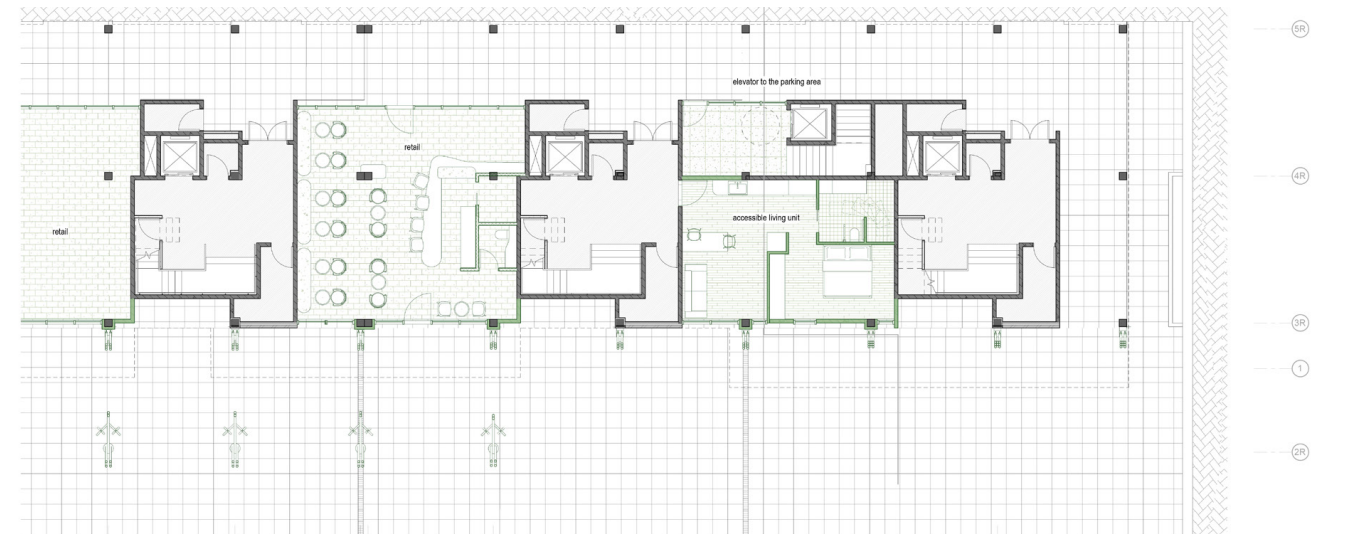 5R
elevator to the parking area
retail
4R
accessible living unit
retail
3R
1
2R